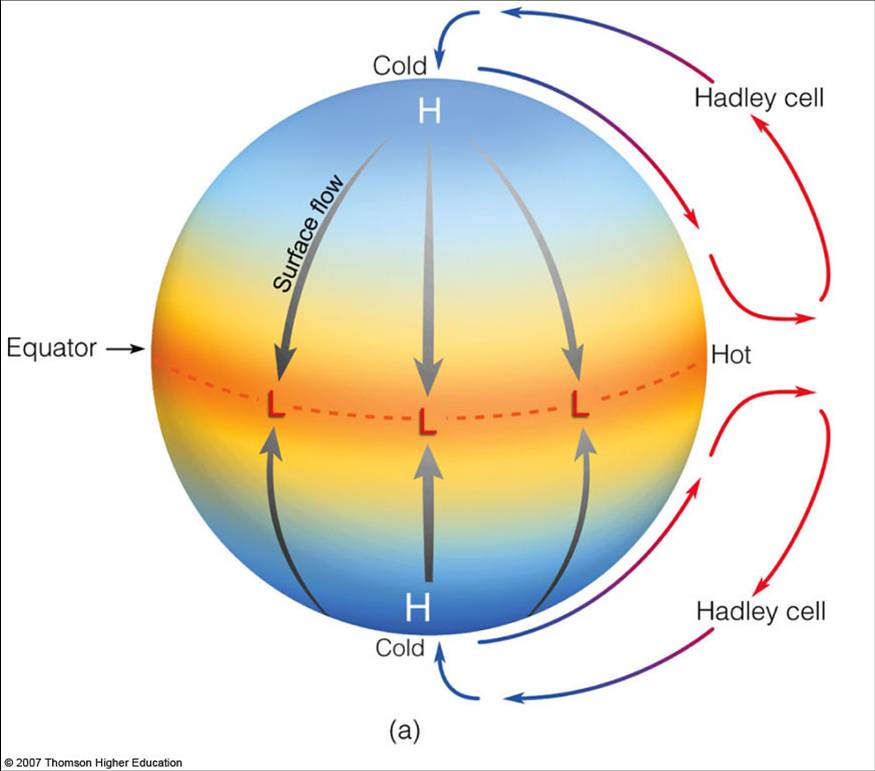 Cold
H
Hadley cell
Surface flow
Equator
Hot
L
L
L
H
Hadley cell
Cold
(a)
© 2007 Thomson Higher Education